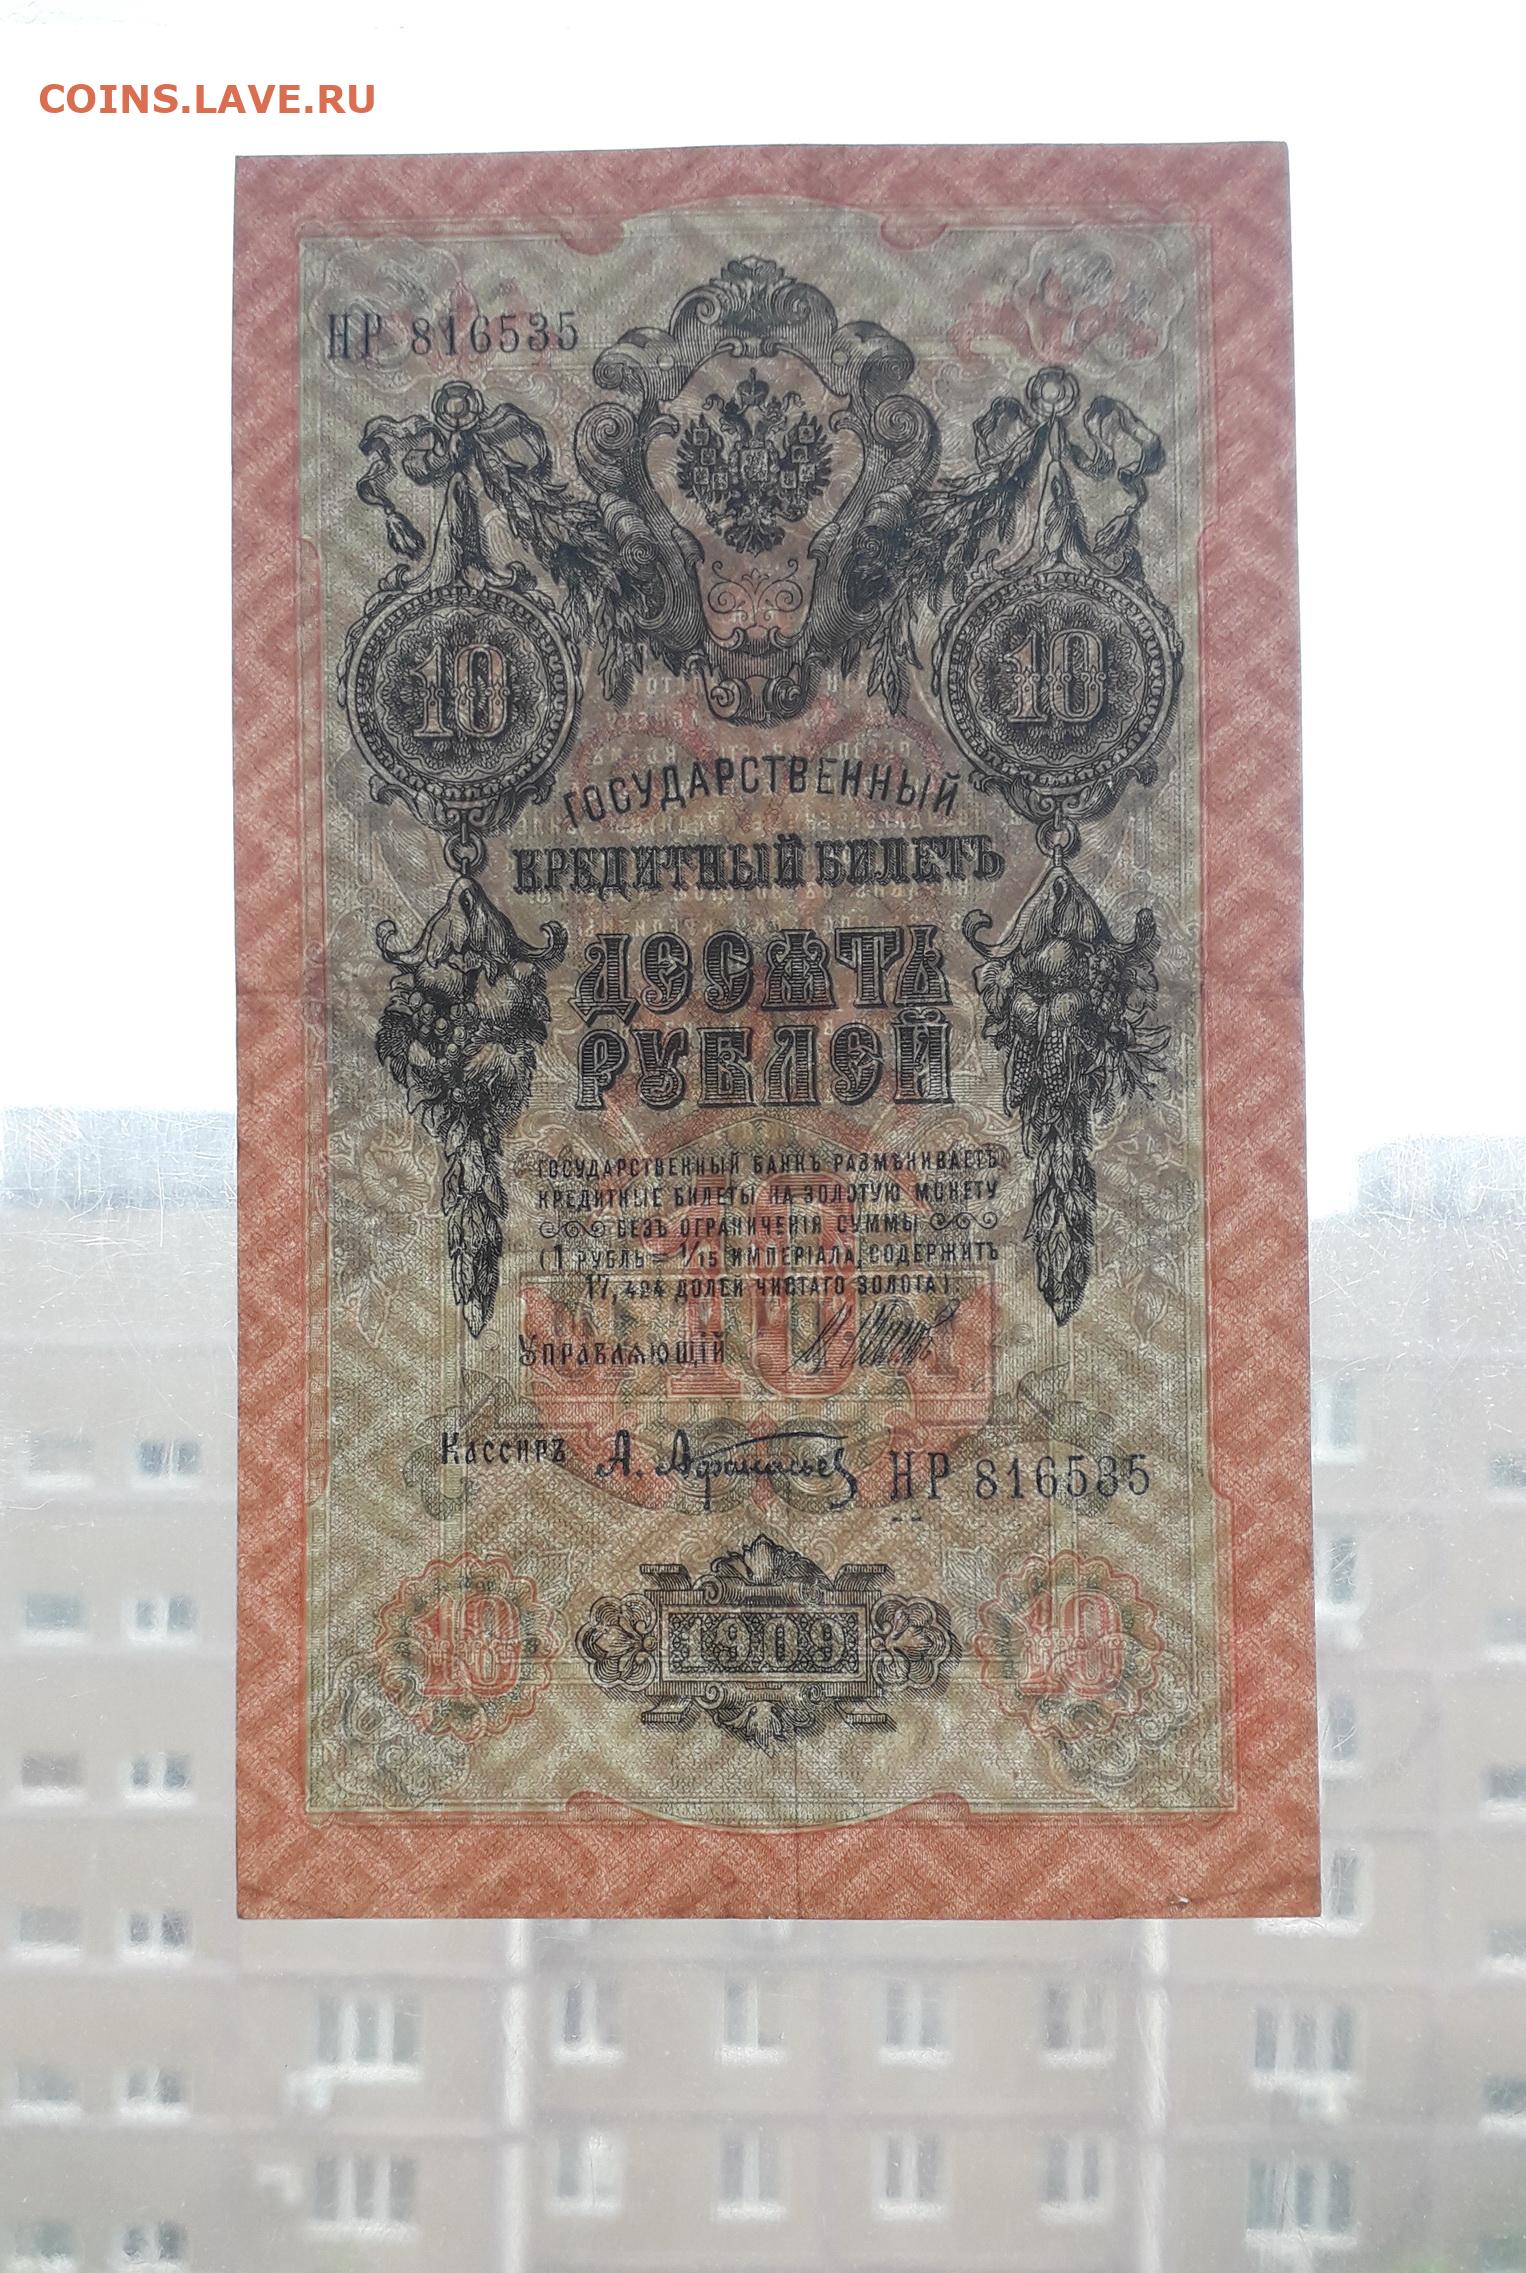 COINS.LAVE.RU
НР 816535
10 10
ГОСУДАРСТВЕННЫЙ
КРЕДИТНЫЙ БИЛЕТЪ
ДЕСЯТЬ
РУБЛЕЙ
ГОСУДАРСТВЕННЫЙ БАНКЪ РАЗМѢНИВАЕТЪ
КРЕДИТНЫЕ БИЛЕТЫ НА ЗОЛОТУЮ МОНЕТУ
БЕЗЪ ОГРАНИЧЕНІЯ СУММЫ
(1 РУБЛЬ = 1/15 ИМПЕРІАЛА, СОДЕРЖИТЪ
17,424 ДОЛЕЙ ЧИСТАГО ЗОЛОТА).
10
Управляющій
Кассиръ А. Афанасьев
НР 816535
10 1909 10